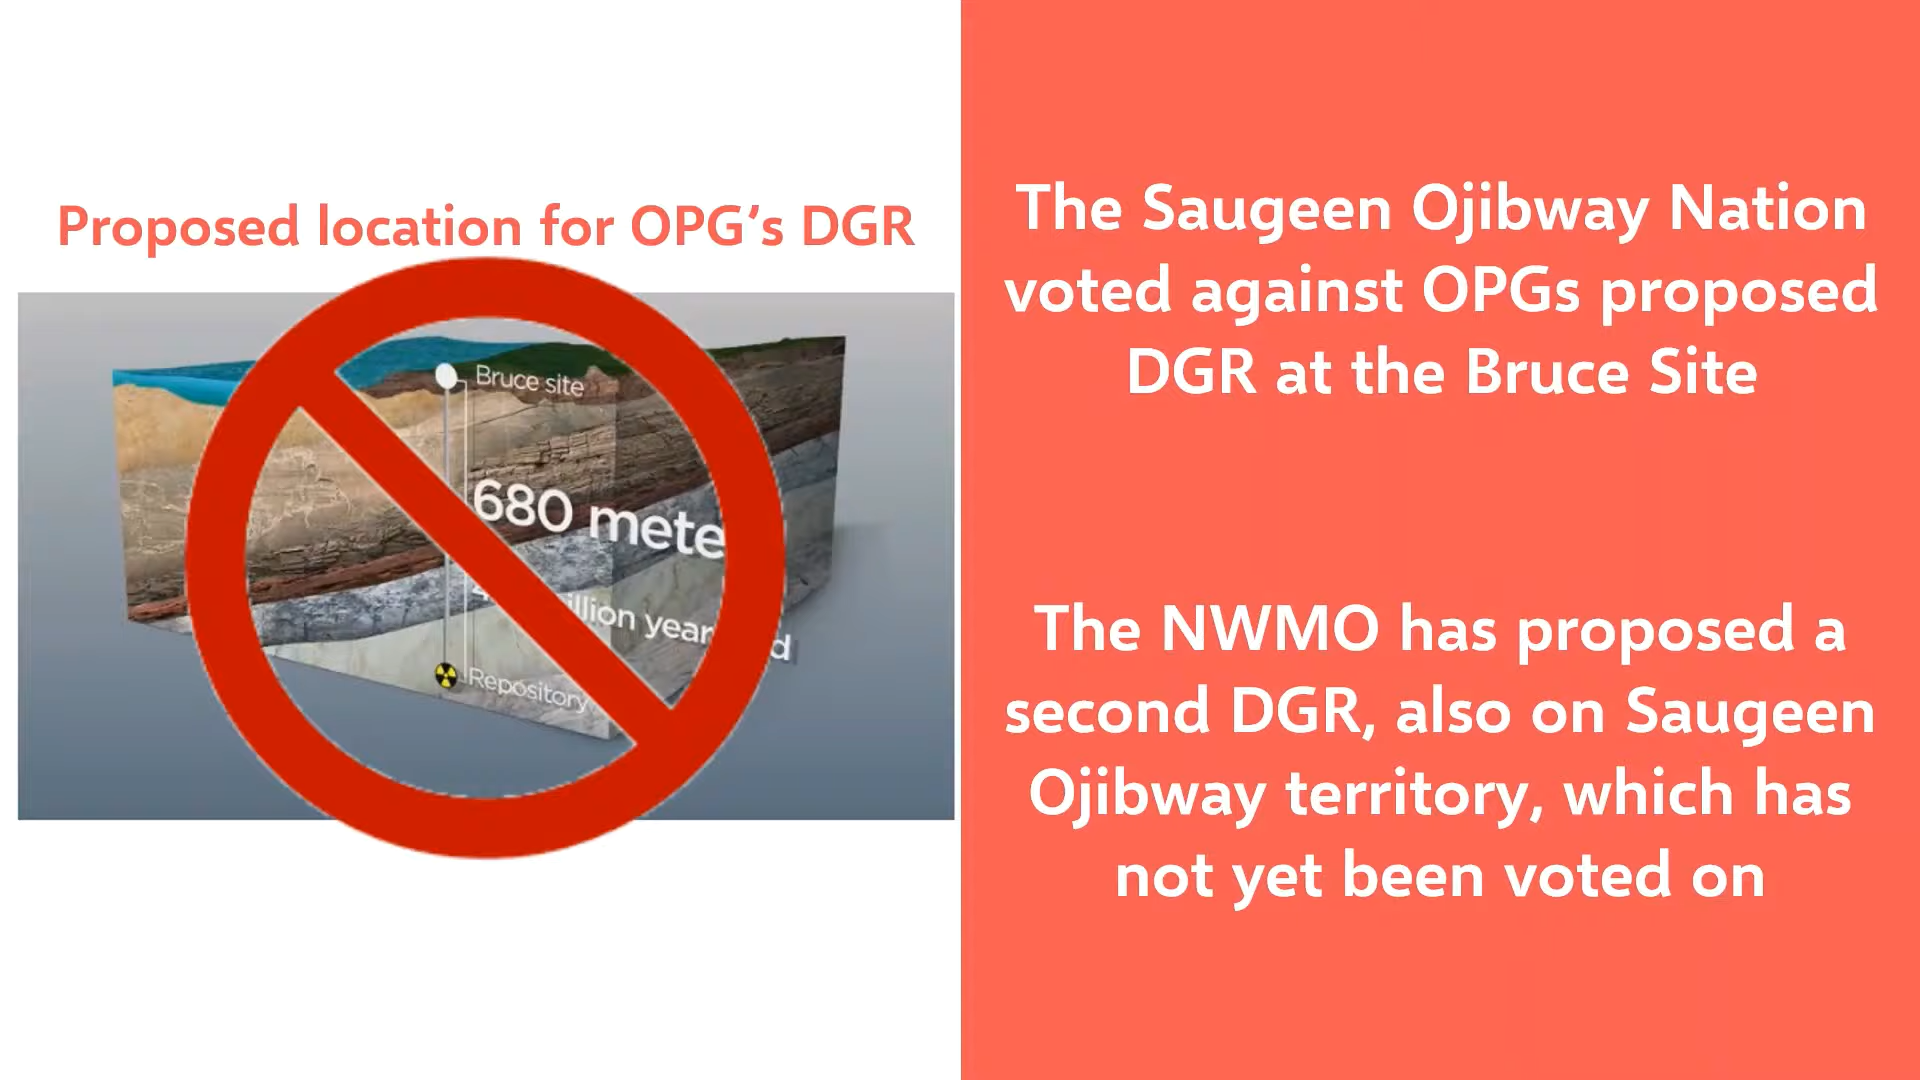 Proposed location for OPG’s DGR
Bruce site
680 mete
illion year
d
Repository
The Saugeen Ojibway Nation
voted against OPGs proposed
DGR at the Bruce Site
The NWMO has proposed a
second DGR, also on Saugeen
Ojibway territory, which has
not yet been voted on